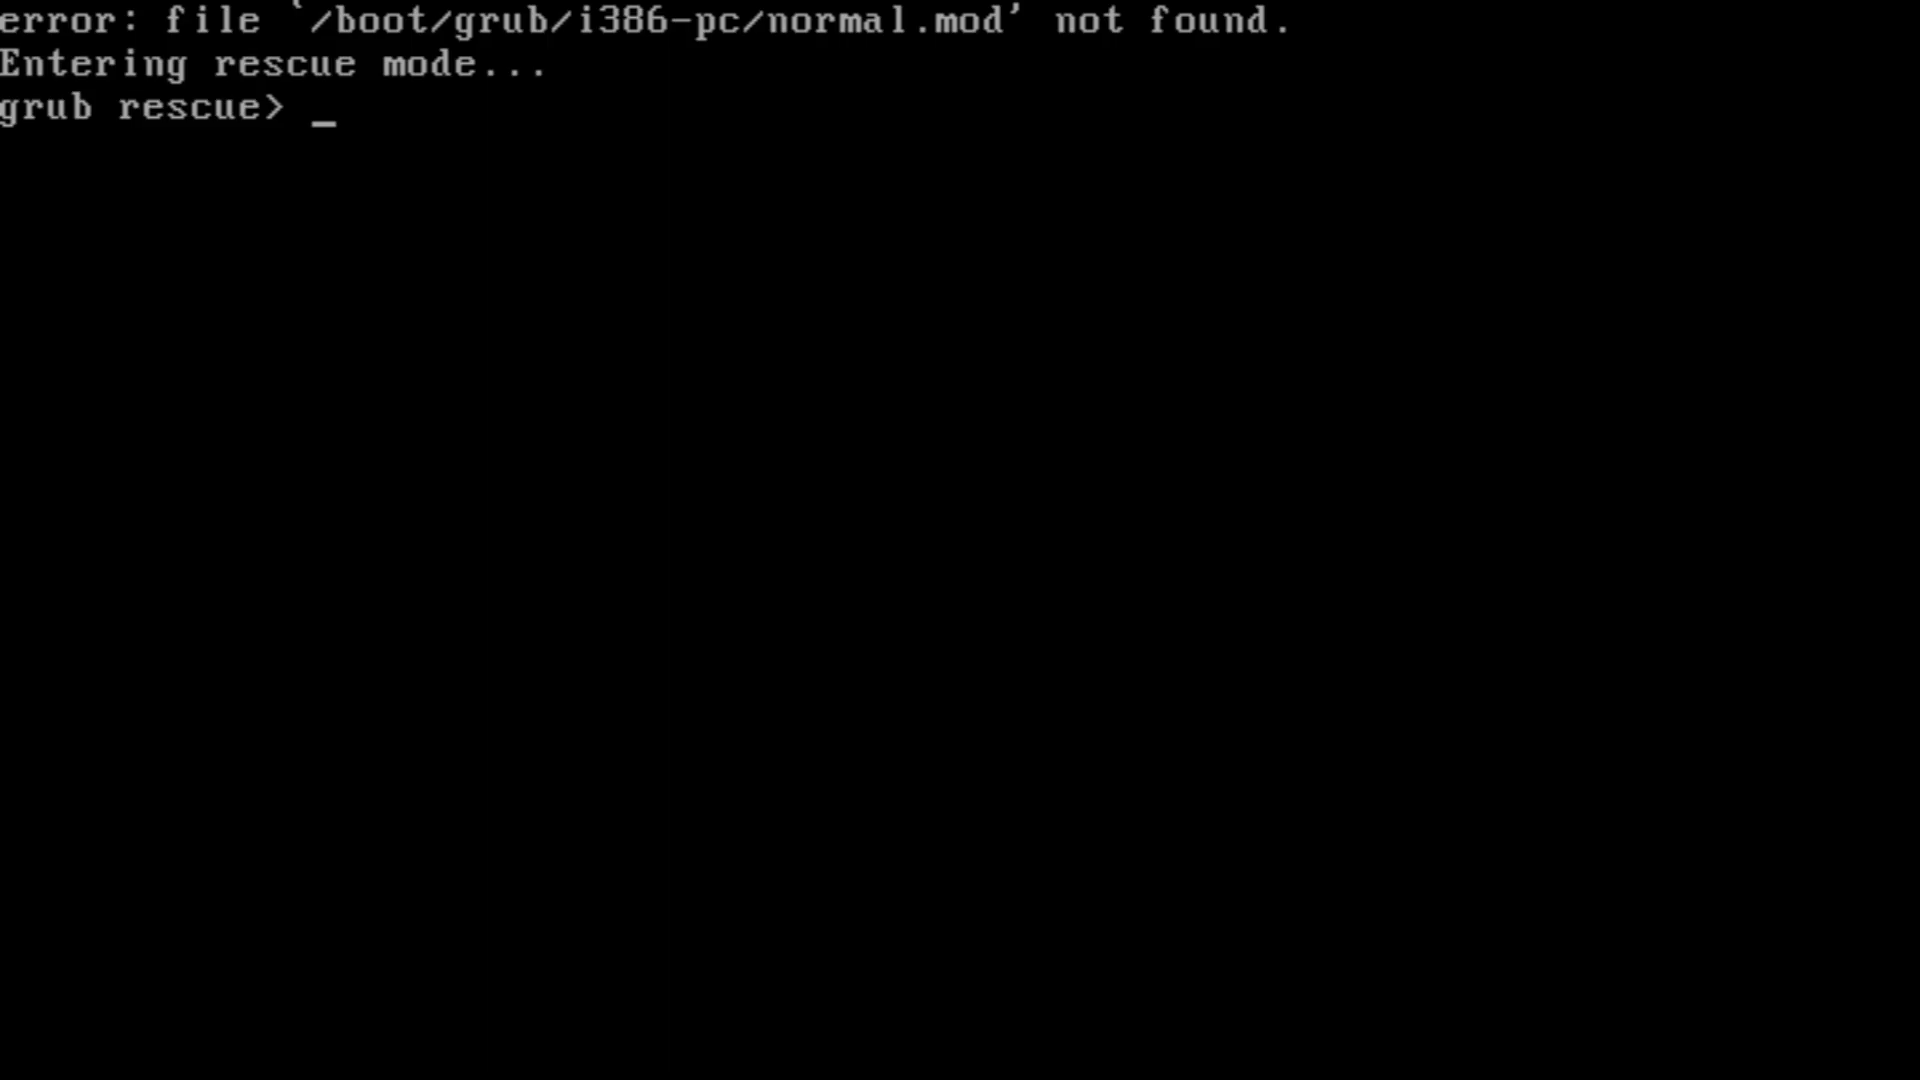 error: file `/boot/grub/i386-pc/normal.mod' not found.
Entering rescue mode...
grub rescue> _